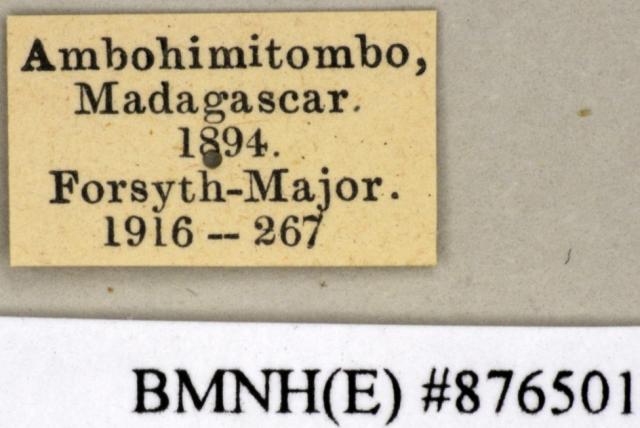 Ambohimitombo,
Madagascar.
1894.
Forsyth-Major.
1916 – 267
BMNH(E) #876501